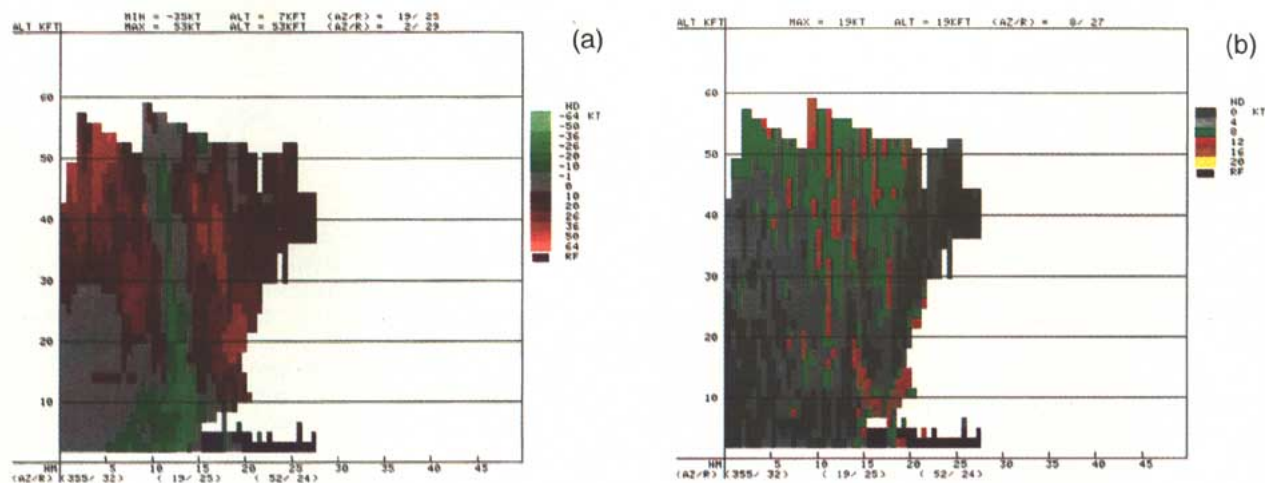 MIN = -35KT ALT = 7KFT (AZ/R) = 19/ 25
ALT KFT MAX = 53KT ALT = 53KFT (AZ/R) = 2/ 29
(a)
60
50
40
30
20
10
NM 5 10 15 20 25 30 35 40 45
(AZ/R) (355/ 32) ( 19/ 25) ( 52/ 24)
ND
-64 KT
-50
-36
-26
-20
-10
-1
0
10
20
26
36
50
64
RF
ALT KFT MAX = 19KT ALT = 19KFT (AZ/R) = 8/ 27
(b)
60
50
40
30
20
10
NM 5 10 15 20 25 30 35 40 45
(AZ/R) (355/ 32) ( 19/ 25) ( 52/ 24)
ND
0 KT
4
8
12
16
20
RF